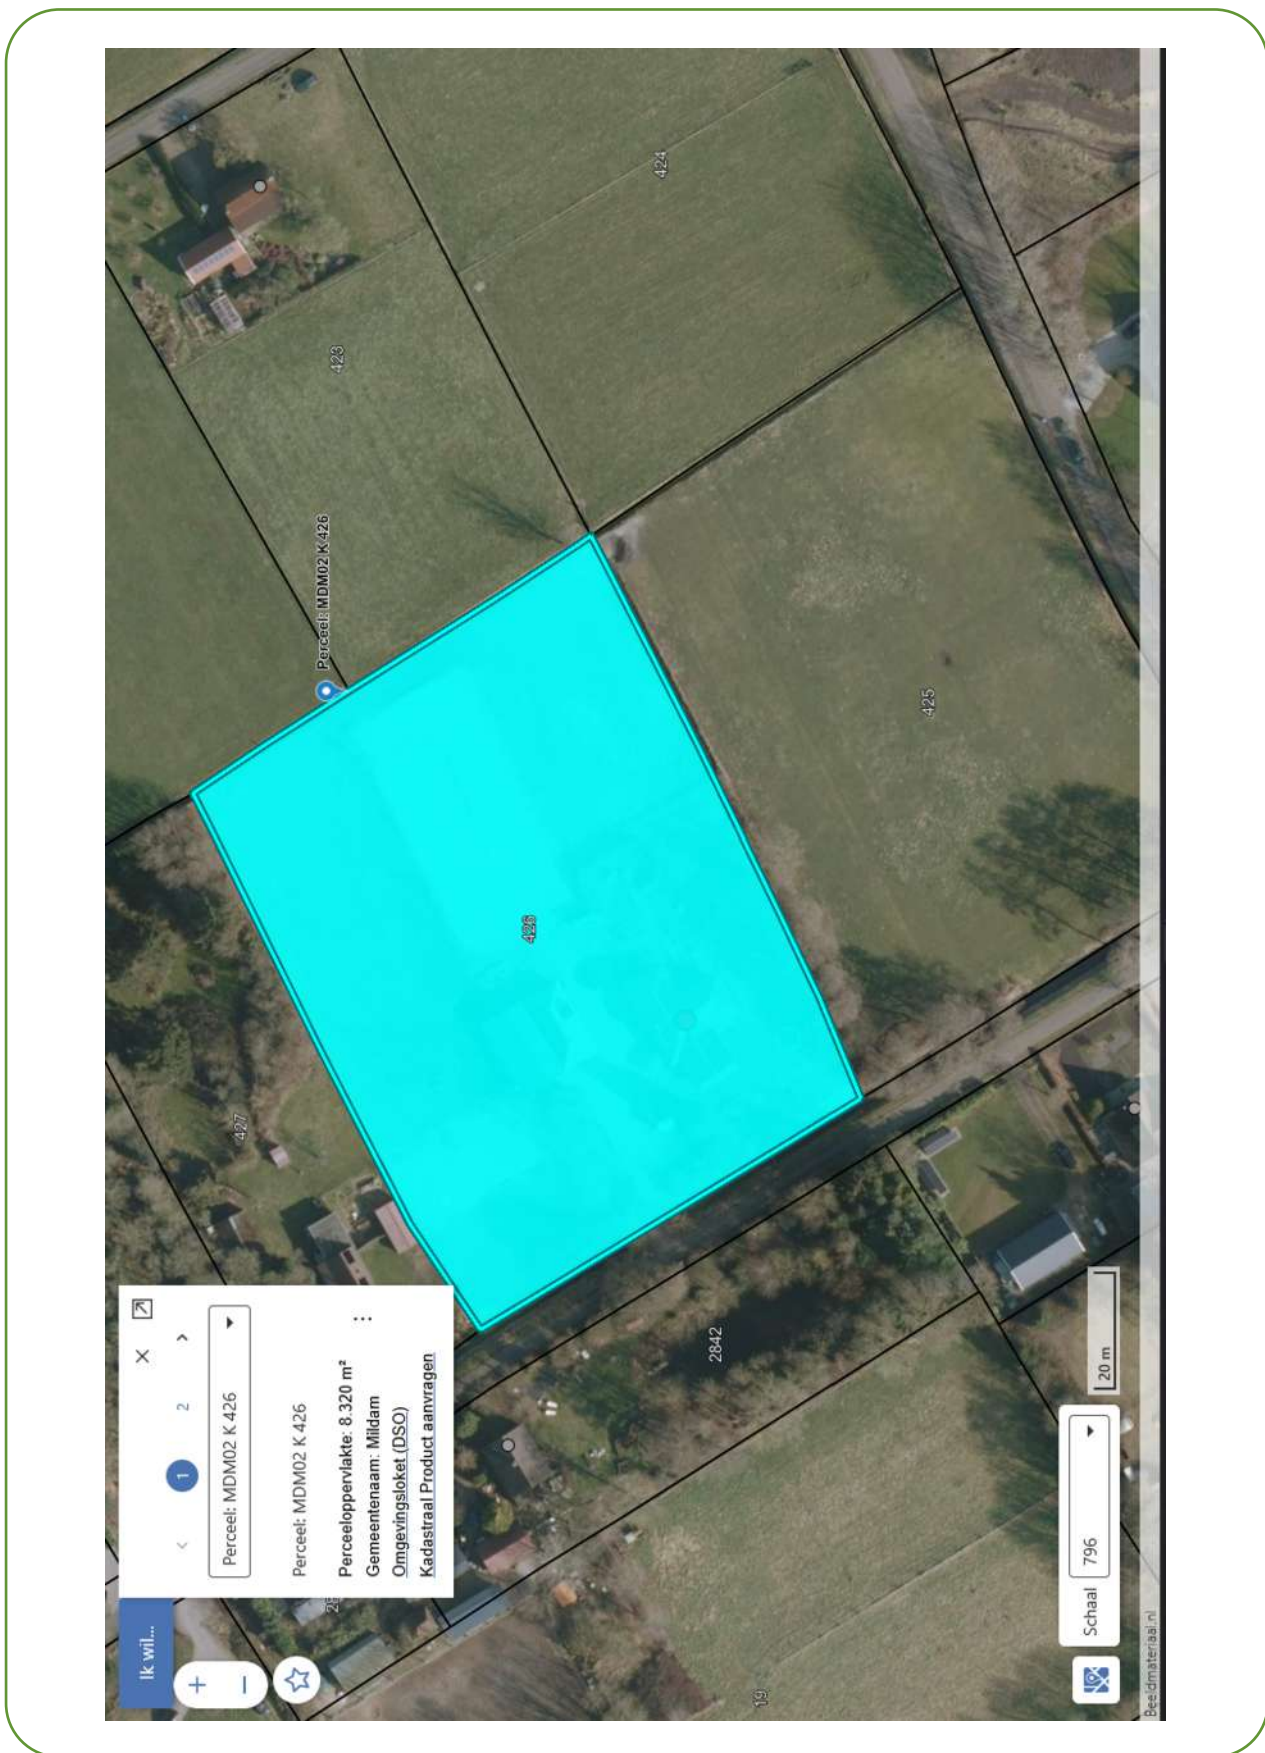 Ik wil...
1
2
Perceel: MDM02 K 426
Perceel: MDM02 K 426
Perceeloppervlakte: 8.320 m²
Gemeentenaam: Mildam
Omgevingsloket (DSO)
Kadastraal Product aanvragen
Perceel: MDM02 K 426
423
424
425
426
427
2842
19
Schaal
796
20 m
Beeldmateriaal.nl